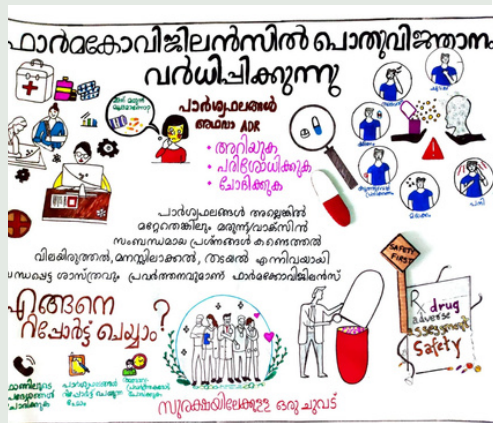 ഫാർമകോവിജിലൻസിൽ പൊതുവിജ്ഞാനം
വർധിപ്പിക്കുന്നു
പാർശ്വഫലങ്ങൾ
അഥവാ ADR
• അറിയുക
• പരിശോധിക്കുക
• ചോദിക്കുക
പാർശ്വഫലങ്ങൾ അല്ലെങ്കിൽ
മറ്റേതെങ്കിലും മരുന്ന്/വാക്സിൻ
സംബന്ധമായ പ്രശ്നങ്ങൾ കണ്ടെത്തൽ
വിലയിരുത്തൽ, മനസ്സിലാക്കൽ, തടയൽ എന്നിവയായി
ബന്ധപ്പെട്ട ശാസ്ത്രവും പ്രവർത്തനവുമാണ് ഫാർമകോവിജിലൻസ്
SAFETY
FIRST
Rx drug
adverse
Safety
എങ്ങനെ
റിപ്പോർട്ട് ചെയ്യാം?
സുരക്ഷയിലേക്കുള്ള ഒരു ചുവട്